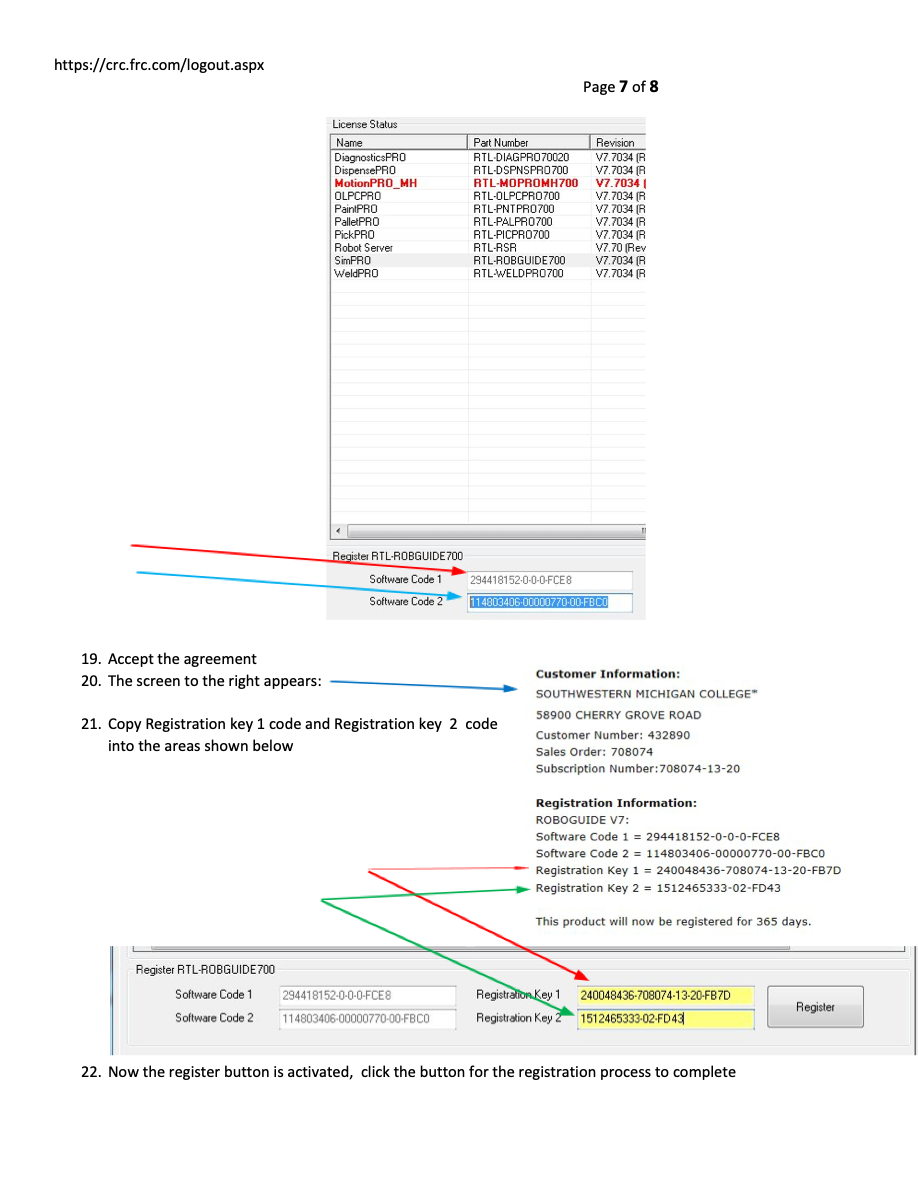 https://crc.frc.com/logout.aspx
Page 7 of 8
License Status
Name Part Number Revision
DiagnosticsPRO RTL-DIAGPRO70020 V7.7034 (R
DispensePRO RTL-DSPNSPRO700 V7.7034 (R
MotionPRO_MH RTL-MOPROMH700 V7.7034 (
OLPCPRO RTL-OLPCPRO700 V7.7034 (R
PaintPRO RTL-PNTPRO700 V7.7034 (R
PalletPRO RTL-PALPRO700 V7.7034 (R
PickPRO RTL-PICPRO700 V7.7034 (R
Robot Server RTL-RSR V7.70 (Rev
SimPRO RTL-ROBGUIDE700 V7.7034 (R
WeldPRO RTL-WELDPRO700 V7.7034 (R
Register RTL-ROBGUIDE700
Software Code 1 294418152-0-0-0-FCE8
Software Code 2 114803406-00000770-00-FBC0
19. Accept the agreement
20. The screen to the right appears:
21. Copy Registration key 1 code and Registration key 2 code
into the areas shown below
Customer Information:
SOUTHWESTERN MICHIGAN COLLEGE*
58900 CHERRY GROVE ROAD
Customer Number: 432890
Sales Order: 708074
Subscription Number:708074-13-20
Registration Information:
ROBOGUIDE V7:
Software Code 1 = 294418152-0-0-0-FCE8
Software Code 2 = 114803406-00000770-00-FBC0
Registration Key 1 = 240048436-708074-13-20-FB7D
Registration Key 2 = 1512465333-02-FD43
This product will now be registered for 365 days.
Register RTL-ROBGUIDE700
Software Code 1 294418152-0-0-0-FCE8 Registration Key 1 240048436-708074-13-20-FB7D
Software Code 2 114803406-00000770-00-FBC0 Registration Key 2 1512465333-02-FD43
Register
22. Now the register button is activated, click the button for the registration process to complete